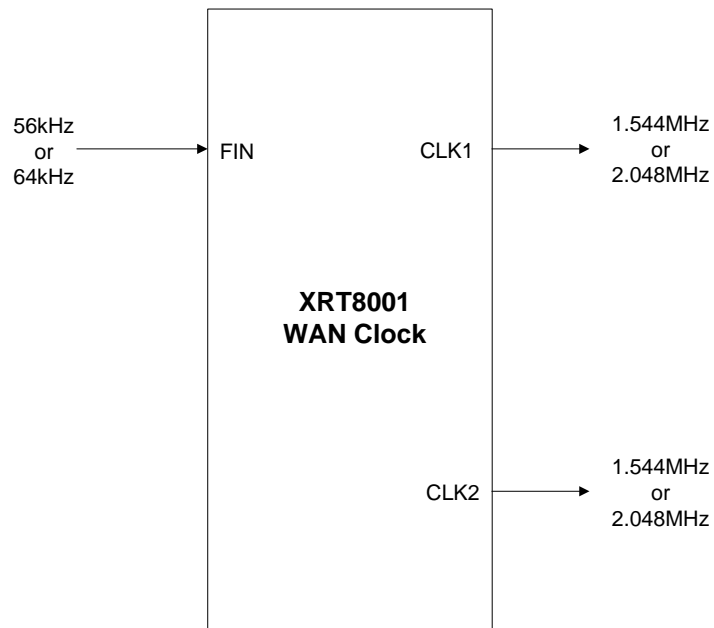 56kHz
or
64kHz
FIN
CLK1
1.544MHz
or
2.048MHz
XRT8001
WAN Clock
CLK2
1.544MHz
or
2.048MHz